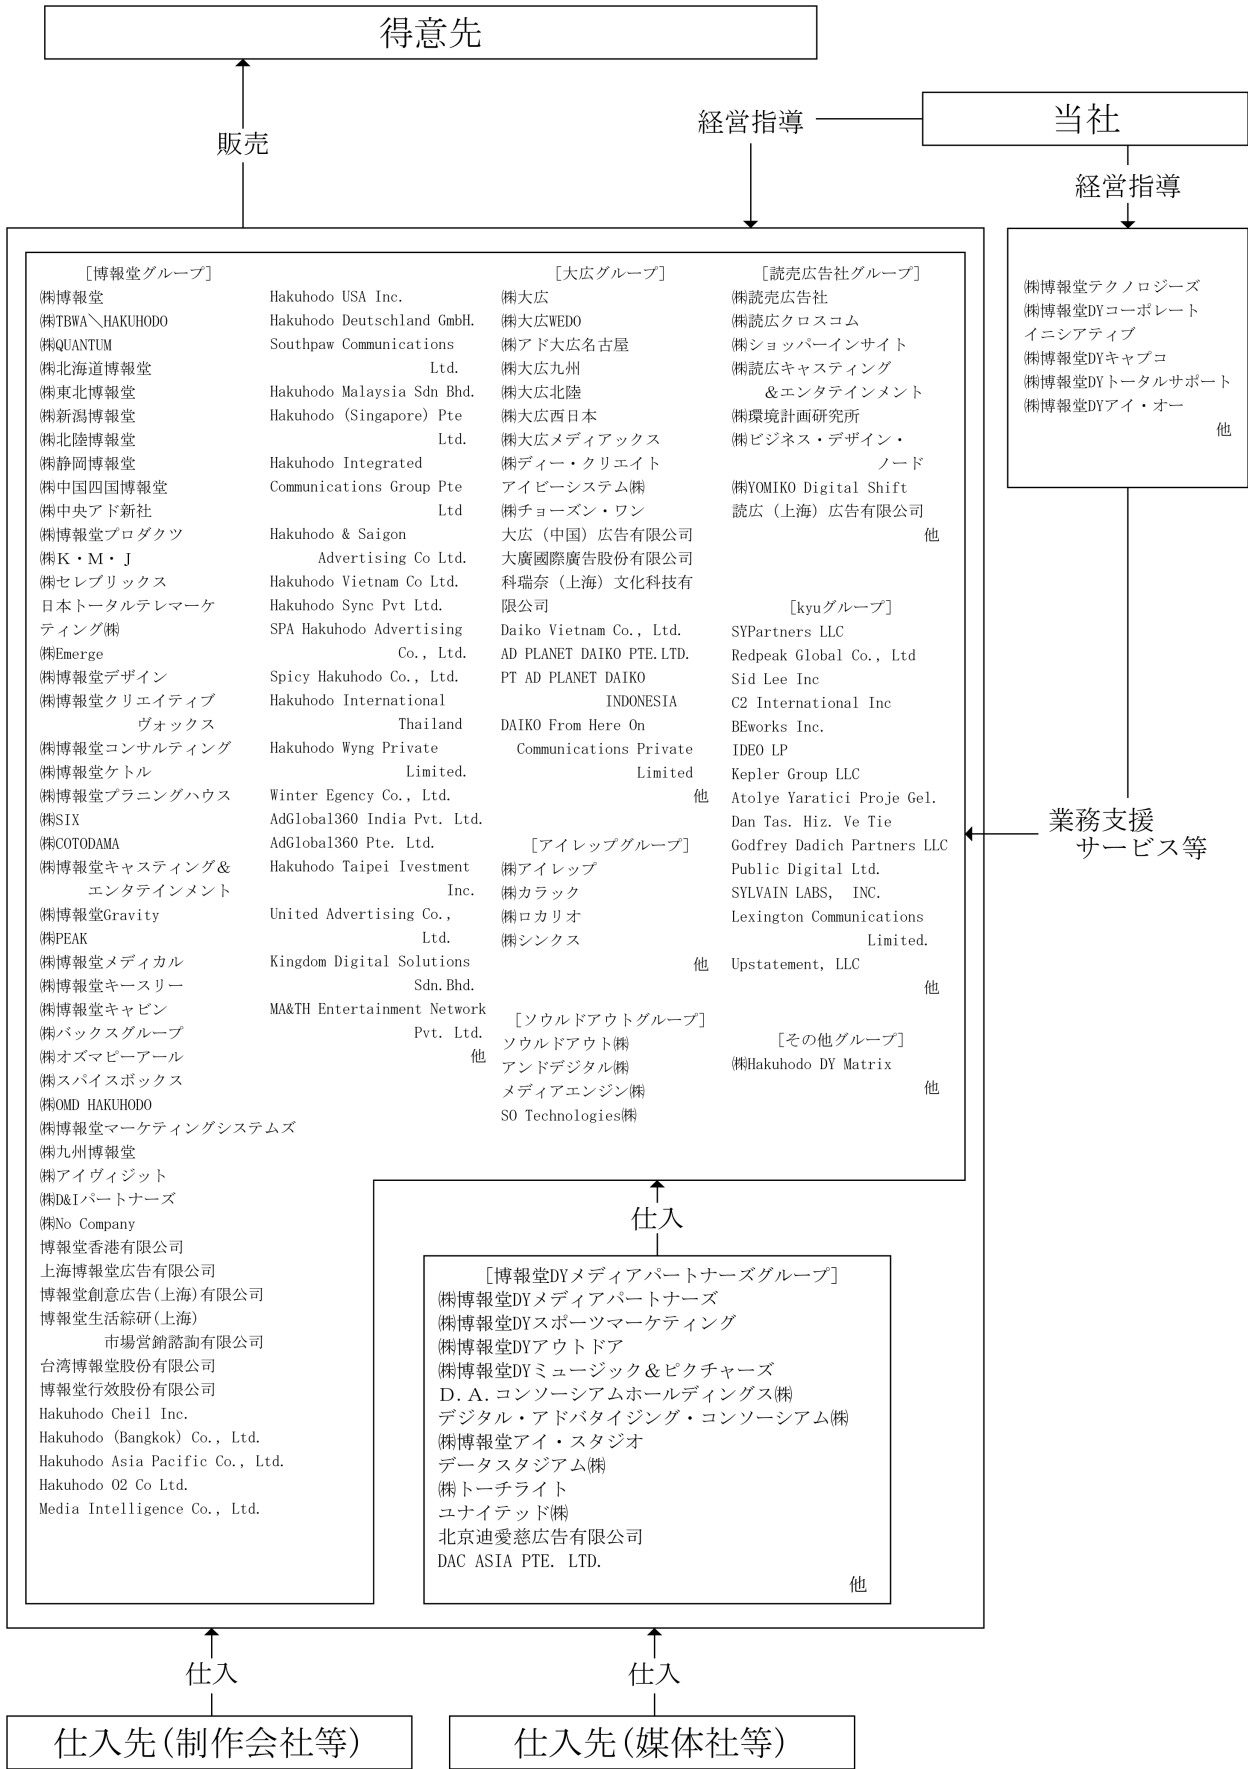 得意先
販売
経営指導
当社
経営指導
[博報堂グループ]
㈱博報堂
㈱TBWA＼HAKUHODO
㈱QUANTUM
㈱北海道博報堂
㈱東北博報堂
㈱新潟博報堂
㈱北陸博報堂
㈱静岡博報堂
㈱中国四国博報堂
㈱中央アド新社
㈱博報堂プロダクツ
㈱Ｋ・Ｍ・Ｊ
㈱セレブリックス
日本トータルテレマーケ
ティング㈱
㈱Emerge
㈱博報堂デザイン
㈱博報堂クリエイティブ
ヴォックス
㈱博報堂コンサルティング
㈱博報堂ケトル
㈱博報堂プラニングハウス
㈱SIX
㈱COTODAMA
㈱博報堂キャスティング＆
エンタテインメント
㈱博報堂Gravity
㈱PEAK
㈱博報堂メディカル
㈱博報堂キースリー
㈱博報堂キャビン
㈱バックスグループ
㈱オズマピーアール
㈱スパイスボックス
㈱OMD HAKUHODO
㈱博報堂マーケティングシステムズ
㈱九州博報堂
㈱アイヴィジット
㈱D&Iパートナーズ
㈱No Company
博報堂香港有限公司
上海博報堂広告有限公司
博報堂創意広告(上海)有限公司
博報堂生活綜研(上海)
市場営銷諮詢有限公司
台湾博報堂股份有限公司
博報堂行效股份有限公司
Hakuhodo Cheil Inc.
Hakuhodo (Bangkok) Co., Ltd.
Hakuhodo Asia Pacific Co., Ltd.
Hakuhodo O2 Co Ltd.
Media Intelligence Co., Ltd.
Hakuhodo USA Inc.
Hakuhodo Deutschland GmbH.
Southpaw Communications
Ltd.
Hakuhodo Malaysia Sdn Bhd.
Hakuhodo (Singapore) Pte
Ltd.
Hakuhodo Integrated
Communications Group Pte
Ltd
Hakuhodo & Saigon
Advertising Co Ltd.
Hakuhodo Vietnam Co Ltd.
Hakuhodo Sync Pvt Ltd.
SPA Hakuhodo Advertising
Co., Ltd.
Spicy Hakuhodo Co., Ltd.
Hakuhodo International
Thailand
Hakuhodo Wyng Private
Limited.
Winter Egency Co., Ltd.
AdGlobal360 India Pvt. Ltd.
AdGlobal360 Pte. Ltd.
Hakuhodo Taipei Ivestment
Inc.
United Advertising Co.,
Ltd.
Kingdom Digital Solutions
Sdn.Bhd.
MA&TH Entertainment Network
Pvt. Ltd.
他
[大広グループ]
㈱大広
㈱大広WEDO
㈱アド大広名古屋
㈱大広九州
㈱大広北陸
㈱大広西日本
㈱大広メディアックス
㈱ディー・クリエイト
アイビーシステム㈱
㈱チョーズン・ワン
大広（中国）広告有限公司
大廣國際廣告股份有限公司
科瑞奈（上海）文化科技有
限公司
Daiko Vietnam Co., Ltd.
AD PLANET DAIKO PTE.LTD.
PT AD PLANET DAIKO
INDONESIA
DAIKO From Here On
Communications Private
Limited
他
[アイレップグループ]
㈱アイレップ
㈱カラック
㈱ロカリオ
㈱シンクス
他
[ソウルドアウトグループ]
ソウルドアウト㈱
アンドデジタル㈱
メディアエンジン㈱
SO Technologies㈱
[読売広告社グループ]
㈱読売広告社
㈱読広クロスコム
㈱ショッパーインサイト
㈱読広キャスティング
＆エンタテインメント
㈱環境計画研究所
㈱ビジネス・デザイン・
ノード
㈱YOMIKO Digital Shift
読広（上海）広告有限公司
他
[kyuグループ]
SYPartners LLC
Redpeak Global Co., Ltd
Sid Lee Inc
C2 International Inc
BEworks Inc.
IDEO LP
Kepler Group LLC
Atolye Yaratici Proje Gel.
Dan Tas. Hiz. Ve Tie
Godfrey Dadich Partners LLC
Public Digital Ltd.
SYLVAIN LABS, INC.
Lexington Communications
Limited.
Upstatement, LLC
他
[その他グループ]
㈱Hakuhodo DY Matrix
他
㈱博報堂テクノロジーズ
㈱博報堂DYコーポレート
イニシアティブ
㈱博報堂DYキャプコ
㈱博報堂DYトータルサポート
㈱博報堂DYアイ・オー
他
業務支援
サービス等
仕入
[博報堂DYメディアパートナーズグループ]
㈱博報堂DYメディアパートナーズ
㈱博報堂DYスポーツマーケティング
㈱博報堂DYアウトドア
㈱博報堂DYミュージック＆ピクチャーズ
Ｄ.Ａ.コンソーシアムホールディングス㈱
デジタル・アドバタイジング・コンソーシアム㈱
㈱博報堂アイ・スタジオ
データスタジアム㈱
㈱トーチライト
ユナイテッド㈱
北京迪愛慈広告有限公司
DAC ASIA PTE. LTD.
他
仕入
仕入
仕入先(制作会社等)
仕入先(媒体社等)